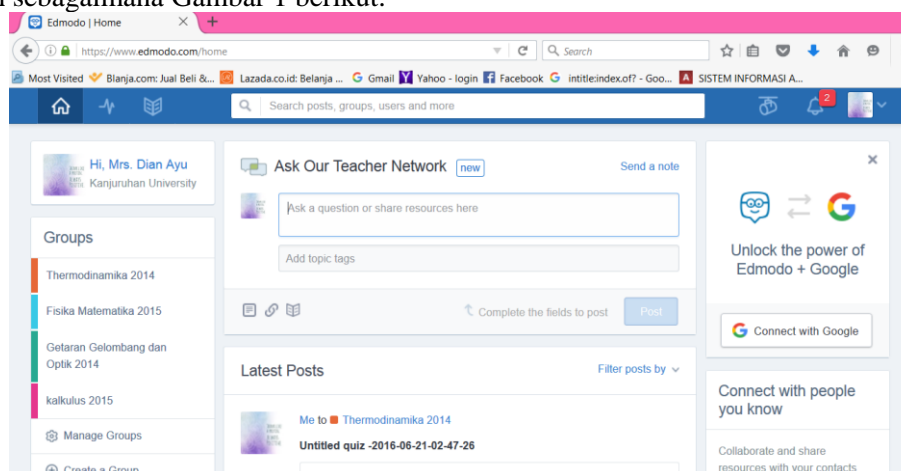 sebagaimana Gambar 1 berikut.
Edmodo | Home
https://www.edmodo.com/home
Search
Most Visited Blanja.com: Jual Beli &... Lazada.co.id: Belanja ... Gmail Yahoo - login Facebook intitle:index.of? - Goo... SISTEM INFORMASI A...
Search posts, groups, users and more
2
Hi, Mrs. Dian Ayu
Kanjuruhan University
Groups
Thermodinamika 2014
Fisika Matematika 2015
Getaran Gelombang dan
Optik 2014
kalkulus 2015
Manage Groups
Create a Group
Ask Our Teacher Network new
Send a note
Ask a question or share resources here
Add topic tags
Complete the fields to post Post
Latest Posts
Filter posts by
Me to Thermodinamika 2014
Untitled quiz -2016-06-21-02-47-26
Unlock the power of
Edmodo + Google
Connect with Google
Connect with people
you know
Collaborate and share
resources with your contacts